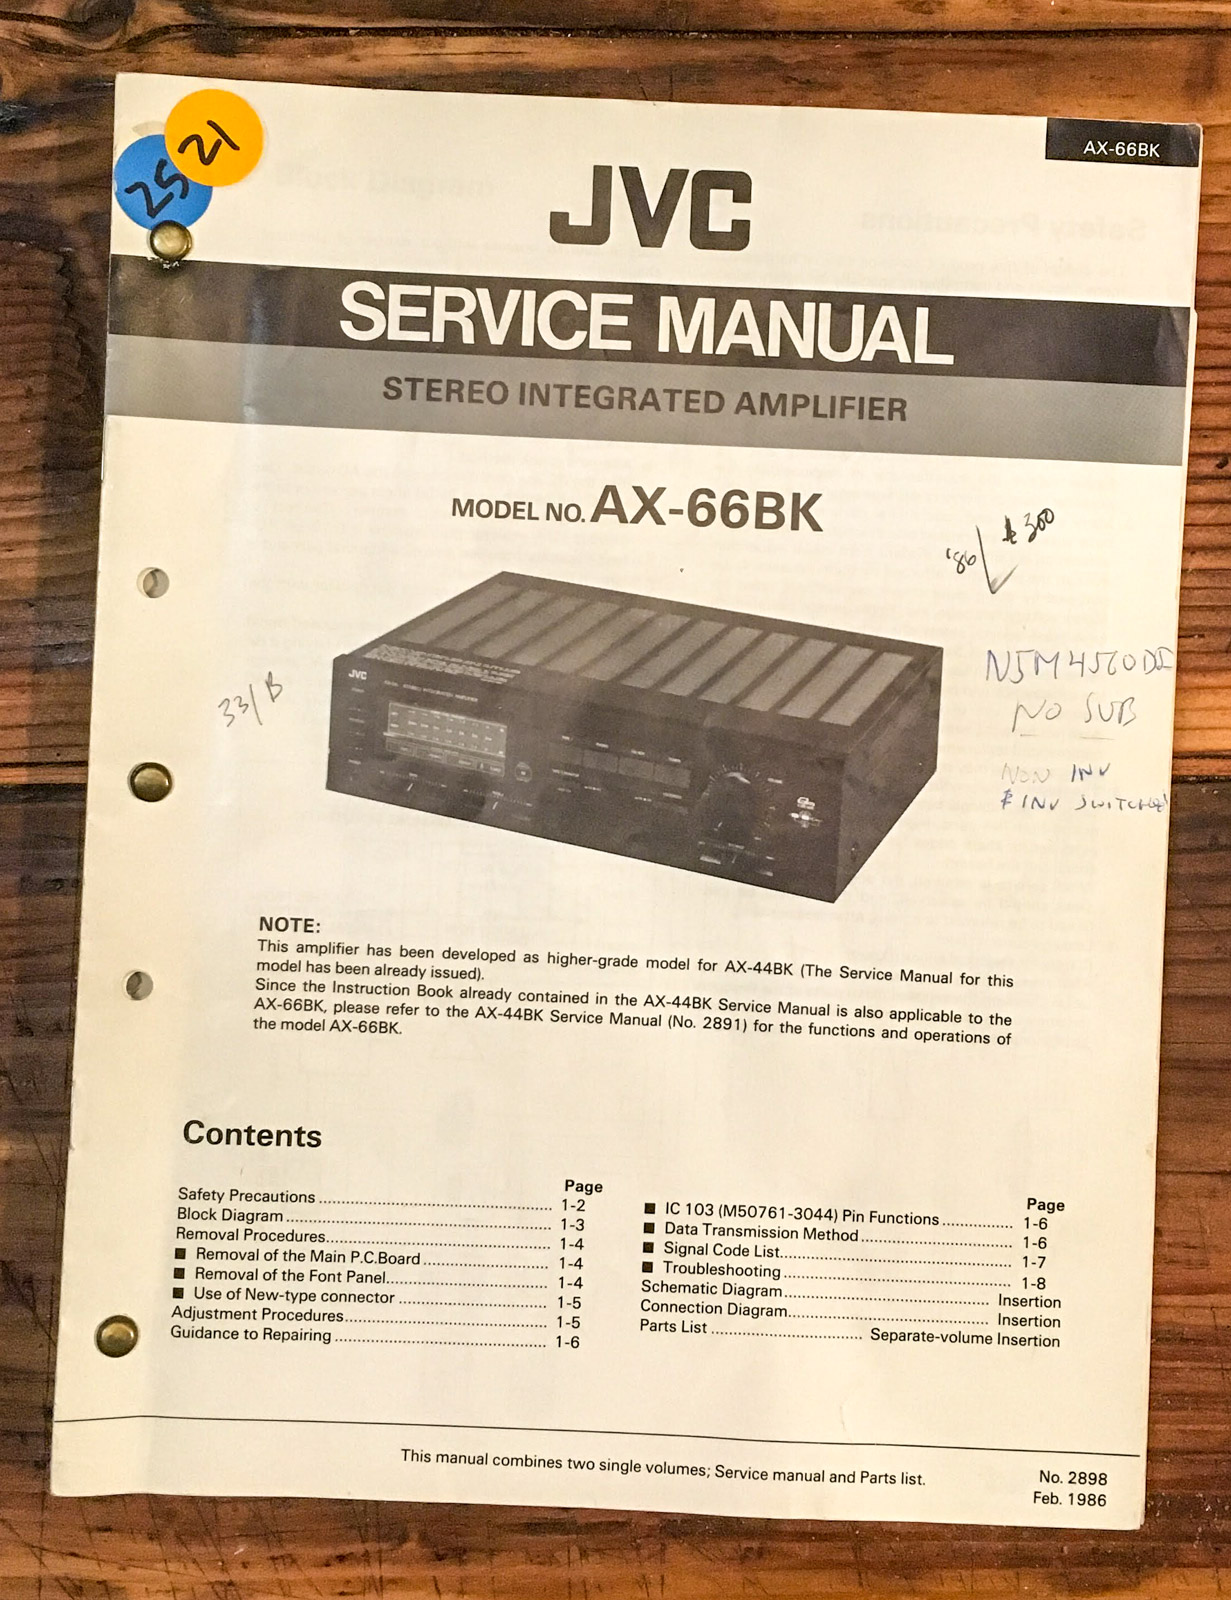 21
25
AX-66BK
JVC
SERVICE MANUAL
STEREO INTEGRATED AMPLIFIER
MODEL NO. AX-66BK
'86 $300
33/B
JVC
NO SUB
NON INV
& INV SWITCHED
NOTE:
This amplifier has been developed as higher-grade model for AX-44BK (The Service Manual for this
model has been already issued).
Since the Instruction Book already contained in the AX-44BK Service Manual is also applicable to the
AX-66BK, please refer to the AX-44BK Service Manual (No. 2891) for the functions and operations of
the model AX-66BK.
Contents
Page
Safety Precautions ........ 1-2
Block Diagram ........ 1-3
Removal Procedures ........ 1-4
■ Removal of the Main P.C.Board ........ 1-4
■ Removal of the Font Panel ........ 1-4
■ Use of New-type connector ........ 1-5
Adjustment Procedures ........ 1-5
Guidance to Repairing ........ 1-6
Page
■ IC 103 (M50761-3044) Pin Functions ........ 1-6
■ Data Transmission Method ........ 1-6
■ Signal Code List ........ 1-7
■ Troubleshooting ........ 1-8
Schematic Diagram ........ Insertion
Connection Diagram ........ Insertion
Parts List ........ Separate-volume Insertion
This manual combines two single volumes; Service manual and Parts list.
No. 2898
Feb. 1986